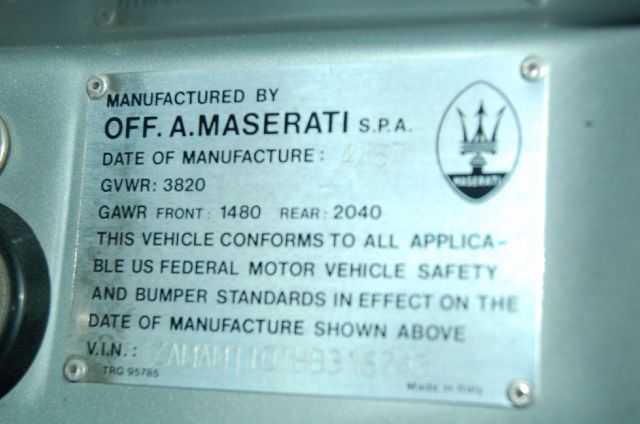 MANUFACTURED BY
OFF. A. MASERATI S.P.A.
DATE OF MANUFACTURE: 4/87
MASERATI
GVWR: 3820
GAWR FRONT: 1480 REAR: 2040
THIS VEHICLE CONFORMS TO ALL APPLICA-
BLE US FEDERAL MOTOR VEHICLE SAFETY
AND BUMPER STANDARDS IN EFFECT ON THE
DATE OF MANUFACTURE SHOWN ABOVE
V.I.N.:
TRG 95785
Made in Italy